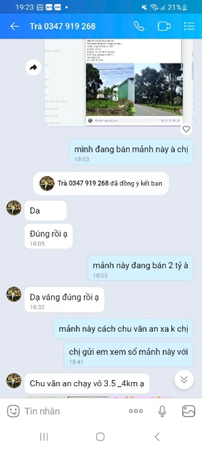 19:23
21%
Trà 0347 919 268
mình đang bán mảnh này à chị
18:03
Trà 0347 919 268 đã đồng ý kết bạn
Da
Đúng rồi ạ
18:05
mảnh này đang bán 2 tỷ à
18:05
Dạ vâng đúng rồi ạ
18:32
mảnh này cách chu văn an xa k chị
chị gửi em xem sổ mảnh này với
18:41
Chu văn an chạy vô 3.5 _4km ạ
Tin nhắn